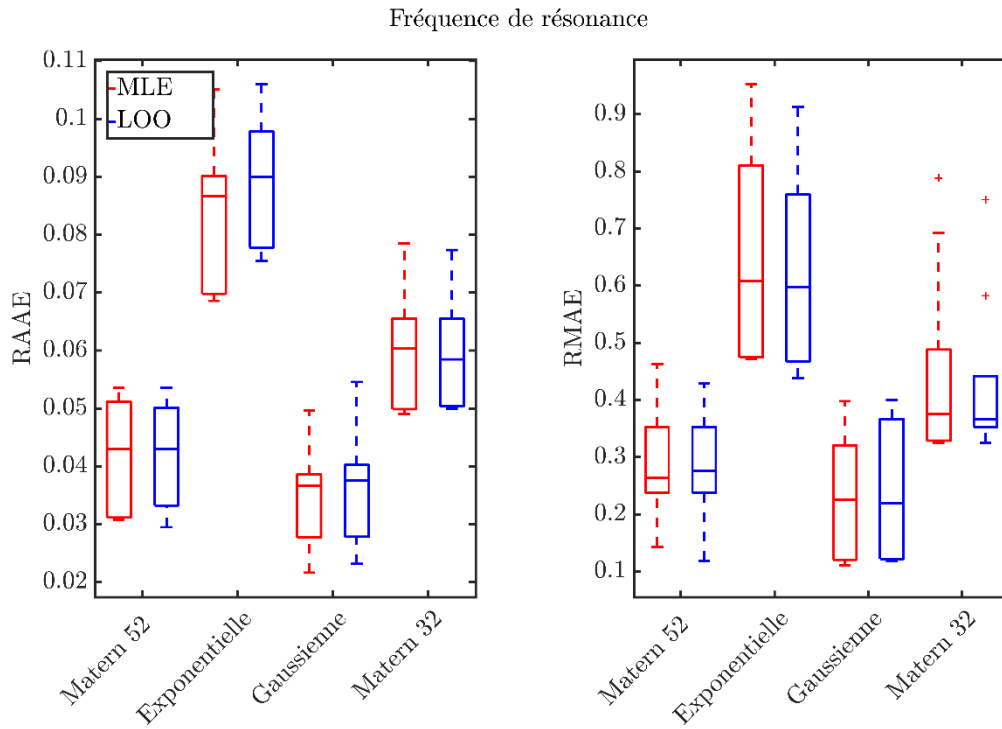 Fréquence de résonance
RAAE
0.11
0.1
0.09
0.08
0.07
0.06
0.05
0.04
0.03
0.02
MLE
LOO
Matern 52
Exponentielle
Gaussienne
Matern 32
RMAE
0.9
0.8
0.7
0.6
0.5
0.4
0.3
0.2
0.1
Matern 52
Exponentielle
Gaussienne
Matern 32